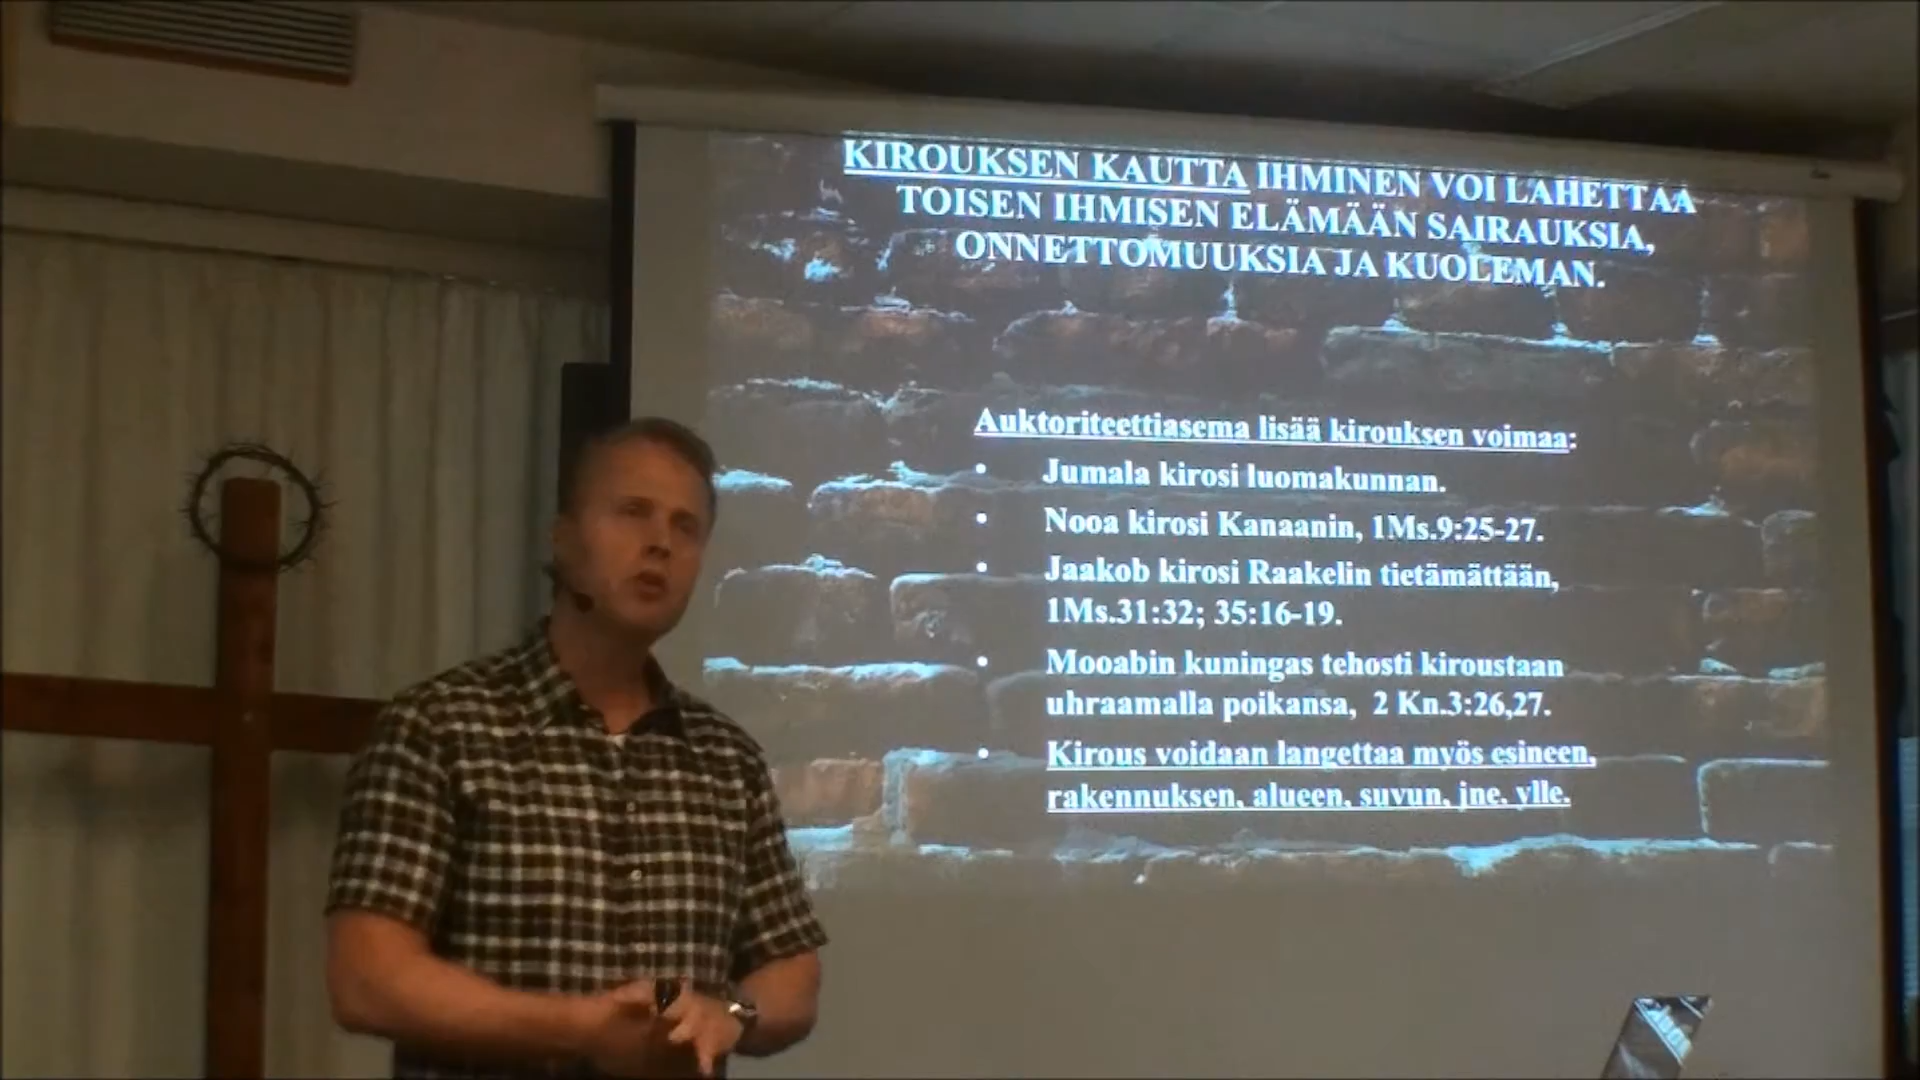 KIROUKSEN KAUTTA IHMINEN VOI LÄHETTÄÄ
TOISEN IHMISEN ELÄMÄÄN SAIRAUKSIA,
ONNETTOMUUKSIA JA KUOLEMAN.
Auktoriteettiasema lisää kirouksen voimaa:
• Jumala kirosi luomakunnan.
• Nooa kirosi Kanaanin, 1Ms.9:25-27.
• Jaakob kirosi Raakelin tietämättään,
1Ms.31:32; 35:16-19.
• Mooabin kuningas tehosti kiroustaan
uhraamalla poikansa, 2 Kn.3:26,27.
• Kirous voidaan langettaa myös esineen,
rakennuksen, alueen, suvun, jne. ylle.